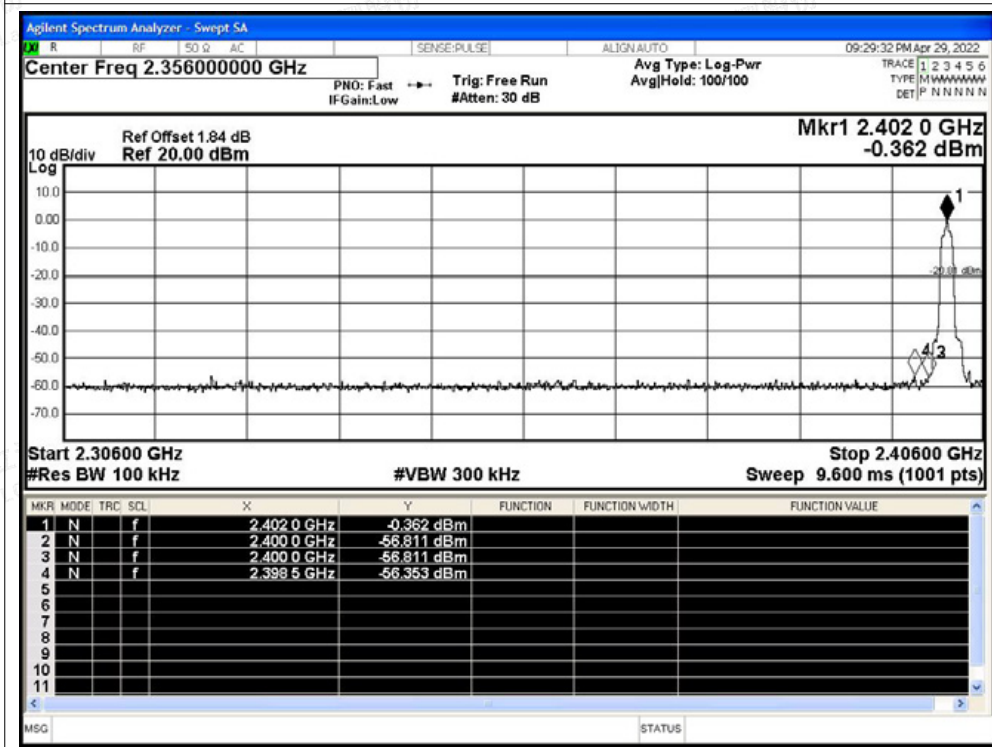 Agilent Spectrum Analyzer - Swept SA
LXI R RF 50 Ω AC SENSE:PULSE ALIGN AUTO 09:29:32 PM Apr 29, 2022
Center Freq 2.356000000 GHz Avg Type: Log-Pwr TRACE 1 2 3 4 5 6
PNO: Fast Trig: Free Run Avg|Hold: 100/100 TYPE MWWWWW
IFGain:Low #Atten: 30 dB DET P N N N N N
Mkr1 2.402 0 GHz
Ref Offset 1.84 dB
10 dB/div Ref 20.00 dBm -0.362 dBm
Log
10.0
1
0.00
-10.0
-20.0
-20.81 dBm
-30.0
-40.0
-50.0
4 3
-60.0
-70.0
Start 2.30600 GHz Stop 2.40600 GHz
#Res BW 100 kHz #VBW 300 kHz Sweep 9.600 ms (1001 pts)
MKR MODE TRC SCL X Y FUNCTION FUNCTION WIDTH FUNCTION VALUE
1 N f 2.402 0 GHz -0.362 dBm
2 N f 2.400 0 GHz -56.811 dBm
3 N f 2.400 0 GHz -56.811 dBm
4 N f 2.398 5 GHz -56.353 dBm
5
6
7
8
9
10
11
MSG STATUS